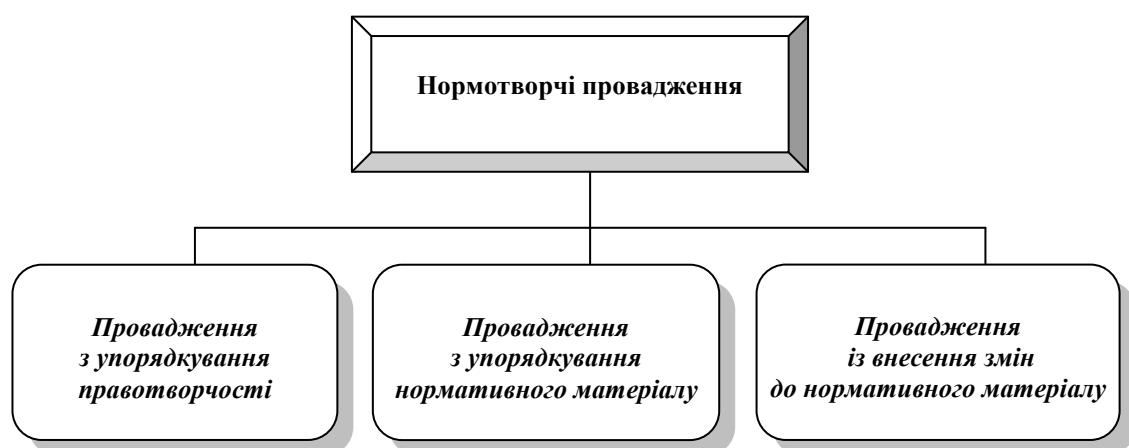 Нормотворчі провадження
Провадження
з упорядкування
правотворчості
Провадження
з упорядкування
нормативного матеріалу
Провадження
із внесення змін
до нормативного матеріалу